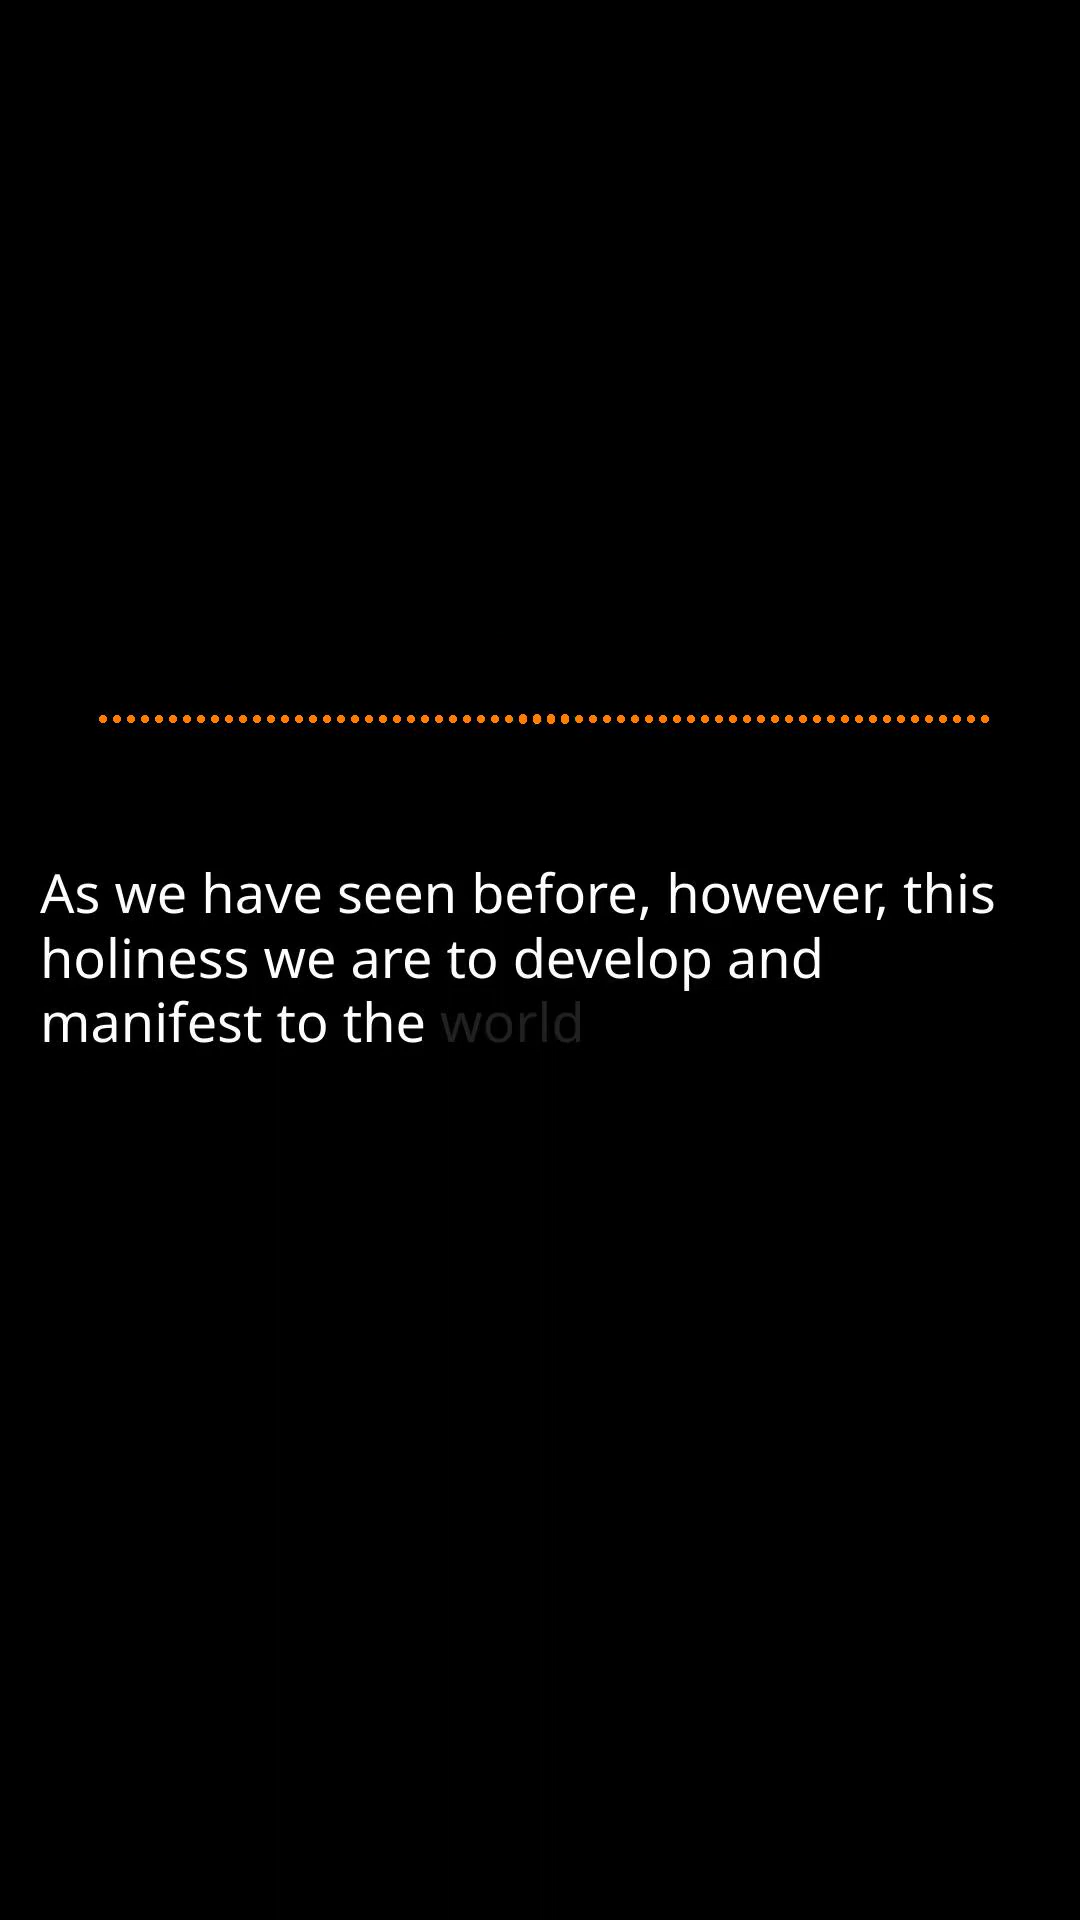 As we have seen before, however, this
holiness we are to develop and
manifest to the world